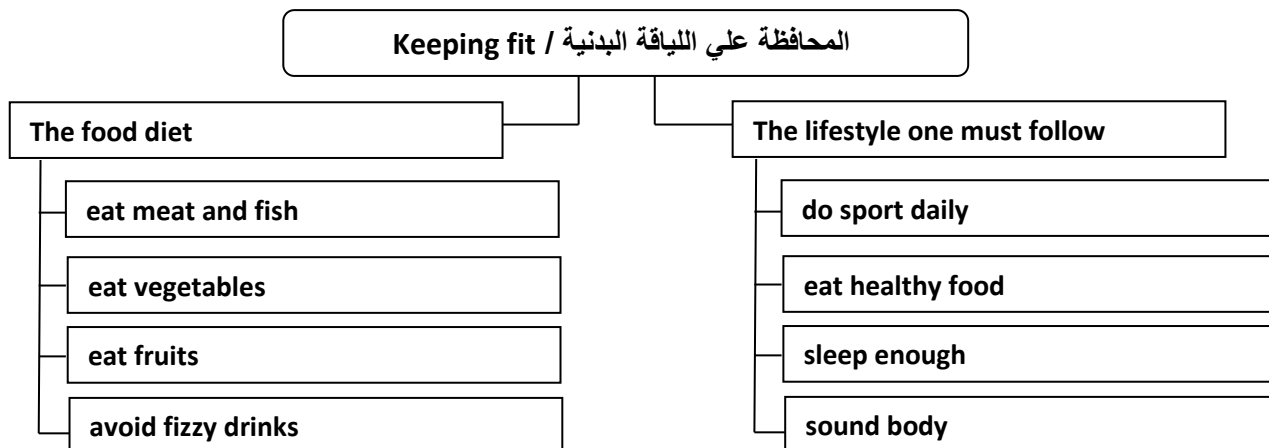 Keeping fit / المحافظة علي اللياقة البدنية
The food diet
eat meat and fish
eat vegetables
eat fruits
avoid fizzy drinks
The lifestyle one must follow
do sport daily
eat healthy food
sleep enough
sound body